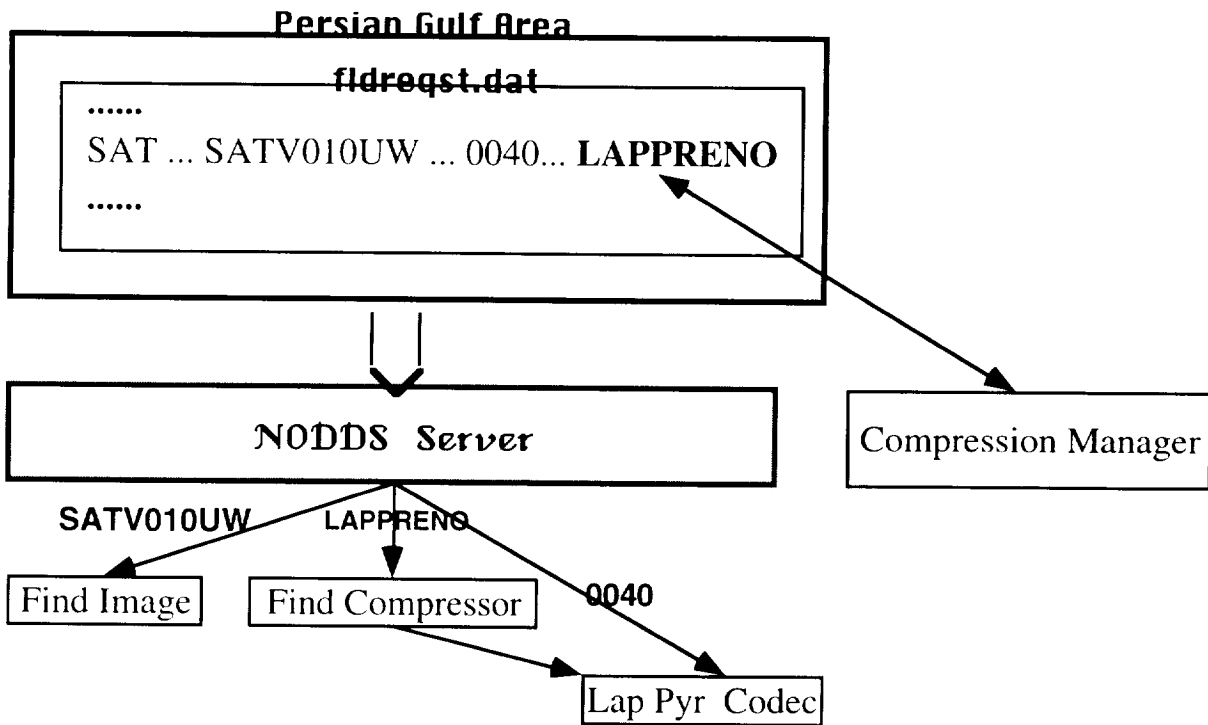 Persian Gulf Area
fldreqst.dat
......
SAT ... SATV010UW ... 0040... LAPPRENO
......
NODDS Server
Compression Manager
SATV010UW
LAPPRENO
0040
Find Image
Find Compressor
Lap Pyr Codec